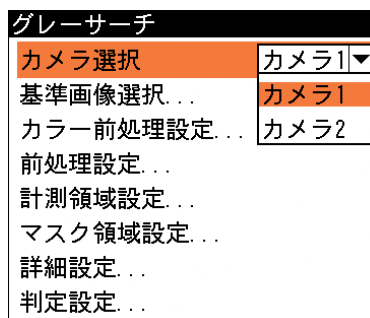 グレーサーチ
カメラ選択 カメラ1
基準画像選択... カメラ1
カラー前処理設定... カメラ2
前処理設定...
計測領域設定...
マスク領域設定...
詳細設定...
判定設定...